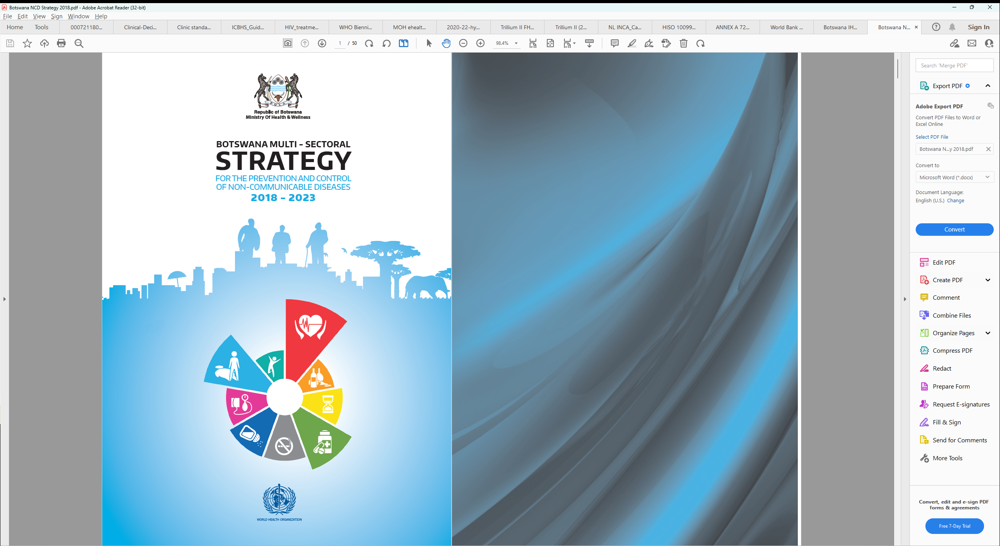 Botswana NCD Strategy 2018.pdf - Adobe Acrobat Reader (32-bit)
File Edit View Sign Window Help
Home Tools 000721180... Clinical-Deci... Clinic standa... ICBHS_Guid... HIV_treatme... WHO Bienni... MOH ehealt... 2020-22-hy... Trillium II FH... Trillium II (2... NL INCA_Ca... HISO 10099... ANNEX A 72... World Bank ... Botswana IH... Botswana N... Sign In
1 / 50 98.4%
PULA
Republic of Botswana
Ministry Of Health & Wellness
BOTSWANA MULTI - SECTORAL
STRATEGY
FOR THE PREVENTION AND CONTROL
OF NON-COMMUNICABLE DISEASES
2018 - 2023
WORLD HEALTH ORGANIZATION
Search 'Merge PDF'
Export PDF
Adobe Export PDF
Convert PDF Files to Word or
Excel Online
Select PDF File
Botswana N...y 2018.pdf
Convert to
Microsoft Word (*.docx)
Document Language:
English (U.S.) Change
Convert
Edit PDF
Create PDF
Comment
Combine Files
Organize Pages
Compress PDF
Redact
Prepare Form
Request E-signatures
Fill & Sign
Send for Comments
More Tools
Convert, edit and e-sign PDF
forms & agreements
Free 7-Day Trial